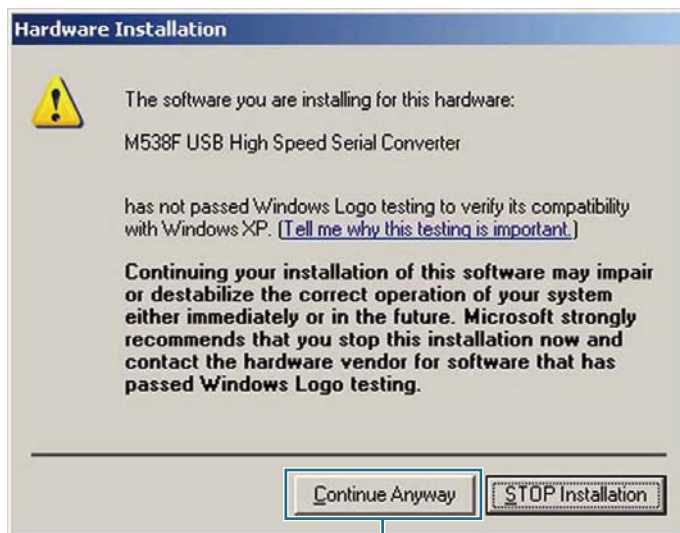 Hardware Installation
The software you are installing for this hardware:
M538F USB High Speed Serial Converter
has not passed Windows Logo testing to verify its compatibility
with Windows XP. (Tell me why this testing is important.)
Continuing your installation of this software may impair
or destabilize the correct operation of your system
either immediately or in the future. Microsoft strongly
recommends that you stop this installation now and
contact the hardware vendor for software that has
passed Windows Logo testing.
Continue Anyway
STOP Installation